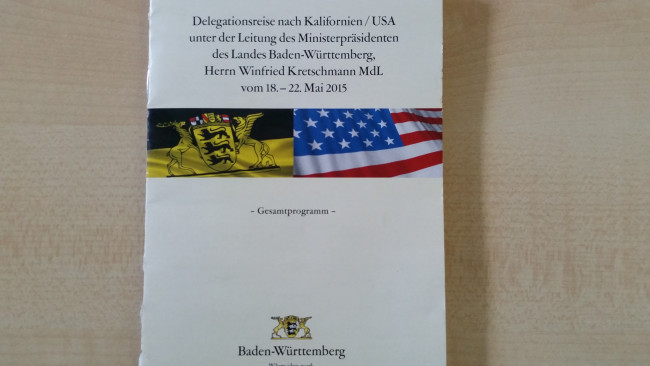 Delegationsreise nach Kalifornien / USA
unter der Leitung des Ministerpräsidenten
des Landes Baden-Württemberg,
Herrn Winfried Kretschmann MdL
vom 18. – 22. Mai 2015
– Gesamtprogramm –
Baden-Württemberg